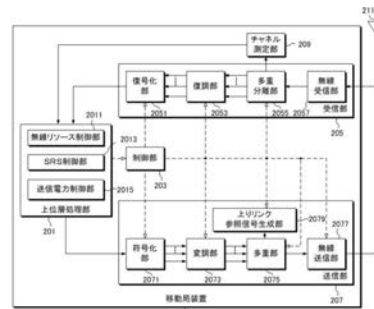 211
チャネル
測定部
209
復号化
部
2051
復調部
2053
多重
分離部
2055
無線
受信部
2057
受信部
205
無線リソース制御部
2011
SRS制御部
2013
送信電力制御部
2015
上位層処理部
201
制御部
203
上りリンク
参照信号生成部
2079
符号化
部
2071
変調部
2073
多重部
2075
無線
送信部
2077
送信部
207
移動局装置